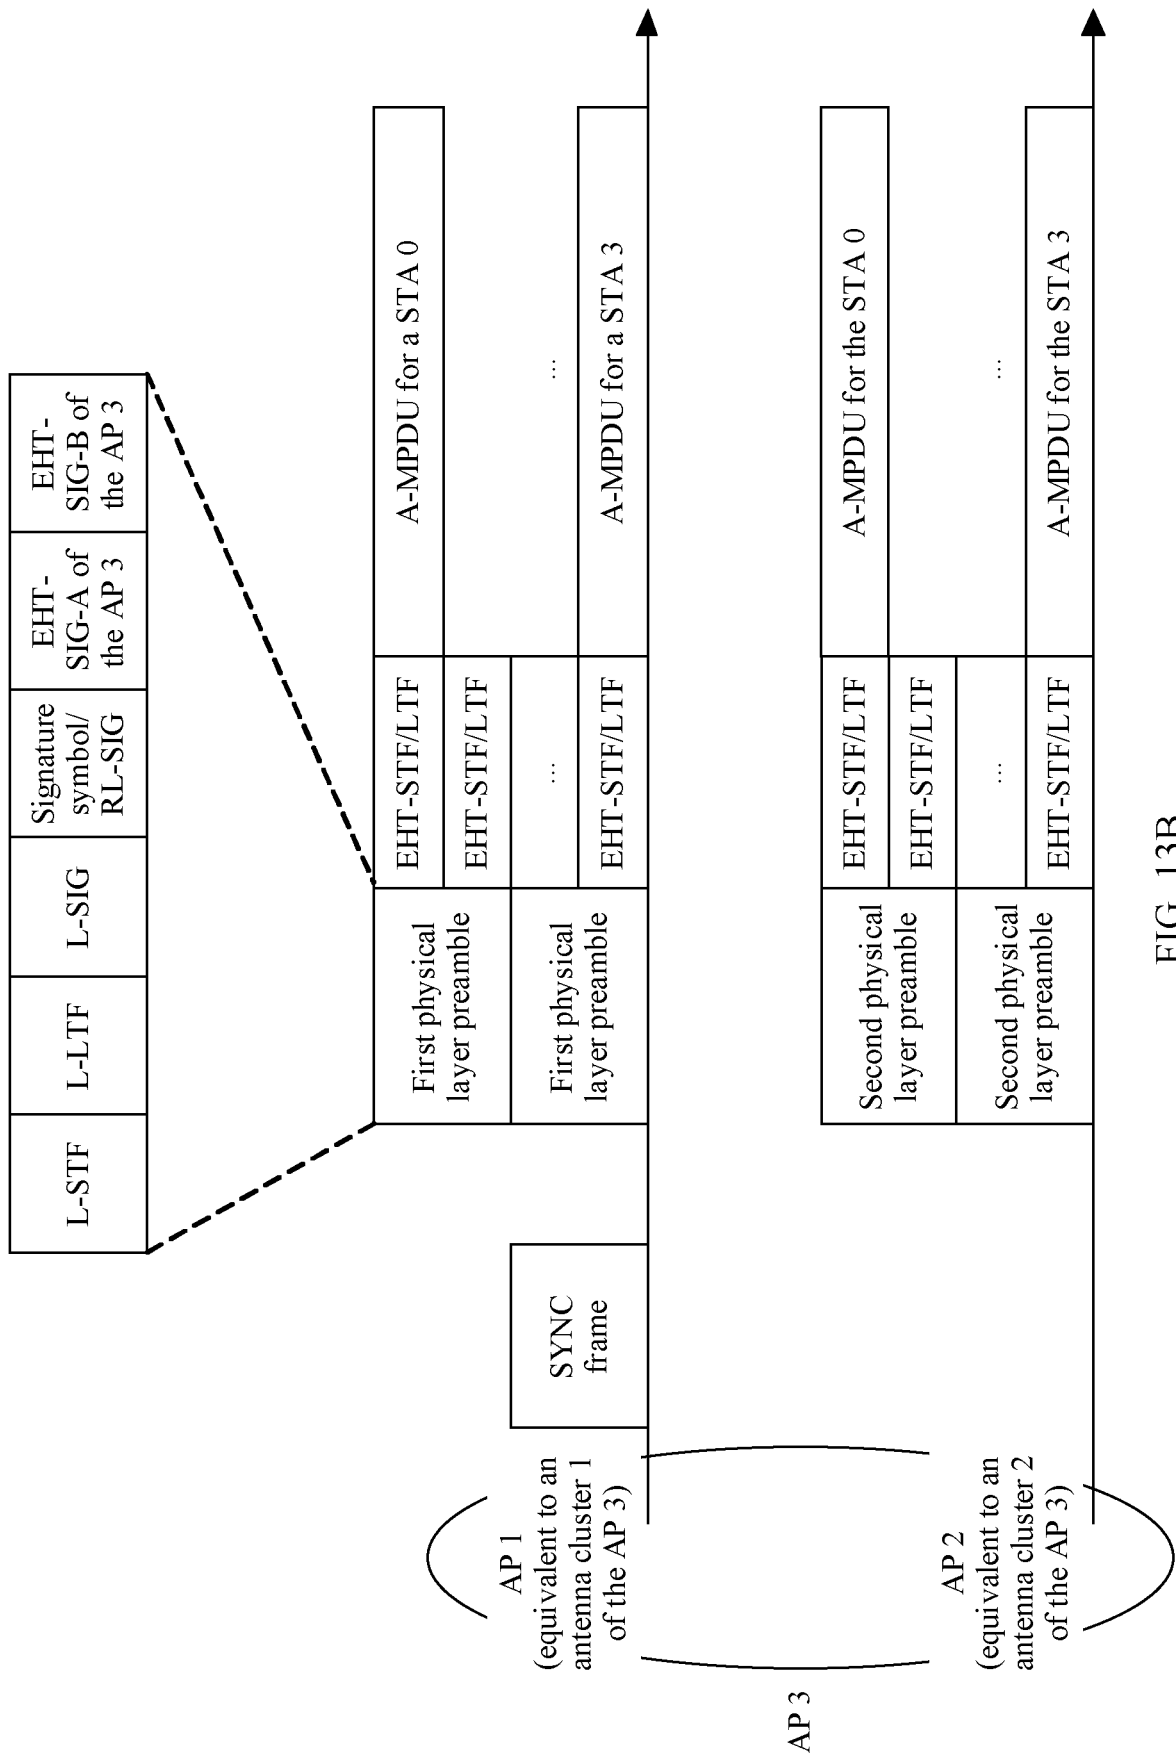 L-STF
L-LTF
L-SIG
Signature
symbol/
RL-SIG
EHT-
SIG-A of
the AP 3
EHT-
SIG-B of
the AP 3
AP 3
AP 1
(equivalent to an
antenna cluster 1
of the AP 3)
SYNC
frame
First physical
layer preamble
First physical
layer preamble
EHT-STF/LTF
EHT-STF/LTF
...
EHT-STF/LTF
A-MPDU for a STA 0
...
A-MPDU for a STA 3
AP 2
(equivalent to an
antenna cluster 2
of the AP 3)
Second physical
layer preamble
Second physical
layer preamble
EHT-STF/LTF
EHT-STF/LTF
...
EHT-STF/LTF
A-MPDU for the STA 0
...
A-MPDU for the STA 3
FIG. 13B